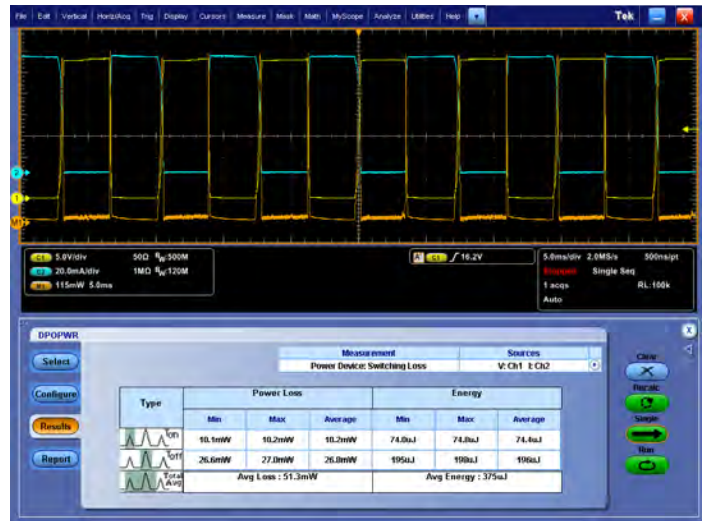 File Edit Vertical Horiz/Acq Trig Display Cursors Measure Mask Math MyScope Analyze Utilities Help Tek X
2
1
M1
C1 5.0V/div 50Ω BW:500M
C2 20.0mA/div 1MΩ BW:120M
M1 115mW 5.0ms
A' C1 / 16.2V
5.0ms/div 2.0MS/s 500ns/pt
Stopped Single Seq
1 acqs RL:100k
Auto
DPOPWR
X
Select
Configure
Results
Report
Measurement Sources
Power Device: Switching Loss V: Ch1 I: Ch2
Type Power Loss Energy
Min Max Average Min Max Average
Ton 10.1mW 10.2mW 10.2mW 74.0uJ 74.8uJ 74.4uJ
Toff 26.6mW 27.0mW 26.8mW 195uJ 198uJ 196uJ
Total Avg Avg Loss : 51.3mW Avg Energy : 375uJ
Clear
Recalc
Single
Run